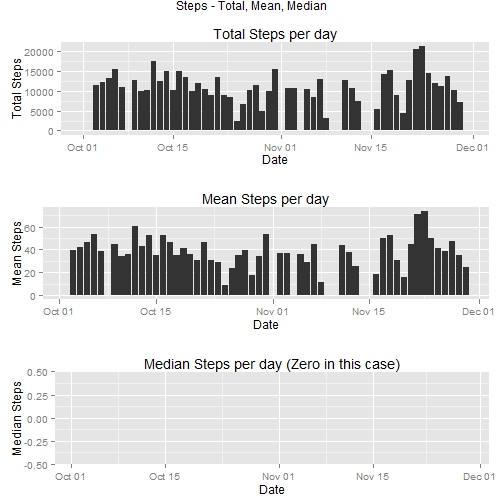 Steps - Total, Mean, Median
Total Steps per day
Total Steps
20000
15000
10000
5000
0
Oct 01 Oct 15 Nov 01 Nov 15 Dec 01
Date
Mean Steps per day
Mean Steps
60
40
20
0
Oct 01 Oct 15 Nov 01 Nov 15 Dec 01
Date
Median Steps per day (Zero in this case)
Median Steps
0.50
0.25
0.00
-0.25
-0.50
Oct 01 Oct 15 Nov 01 Nov 15 Dec 01
Date